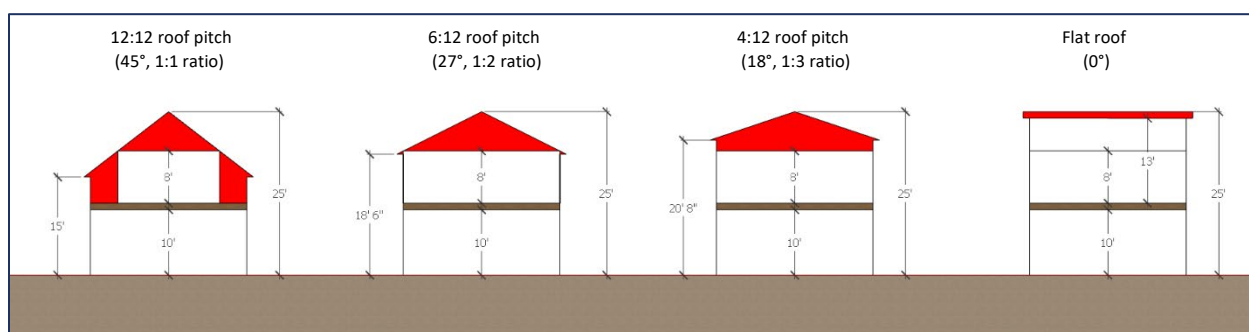 12:12 roof pitch
(45°, 1:1 ratio)
6:12 roof pitch
(27°, 1:2 ratio)
4:12 roof pitch
(18°, 1:3 ratio)
Flat roof
(0°)
8'
25'
15'
10'
8'
25'
18' 6"
10'
8'
25'
20' 8"
10'
13'
8'
25'
10'